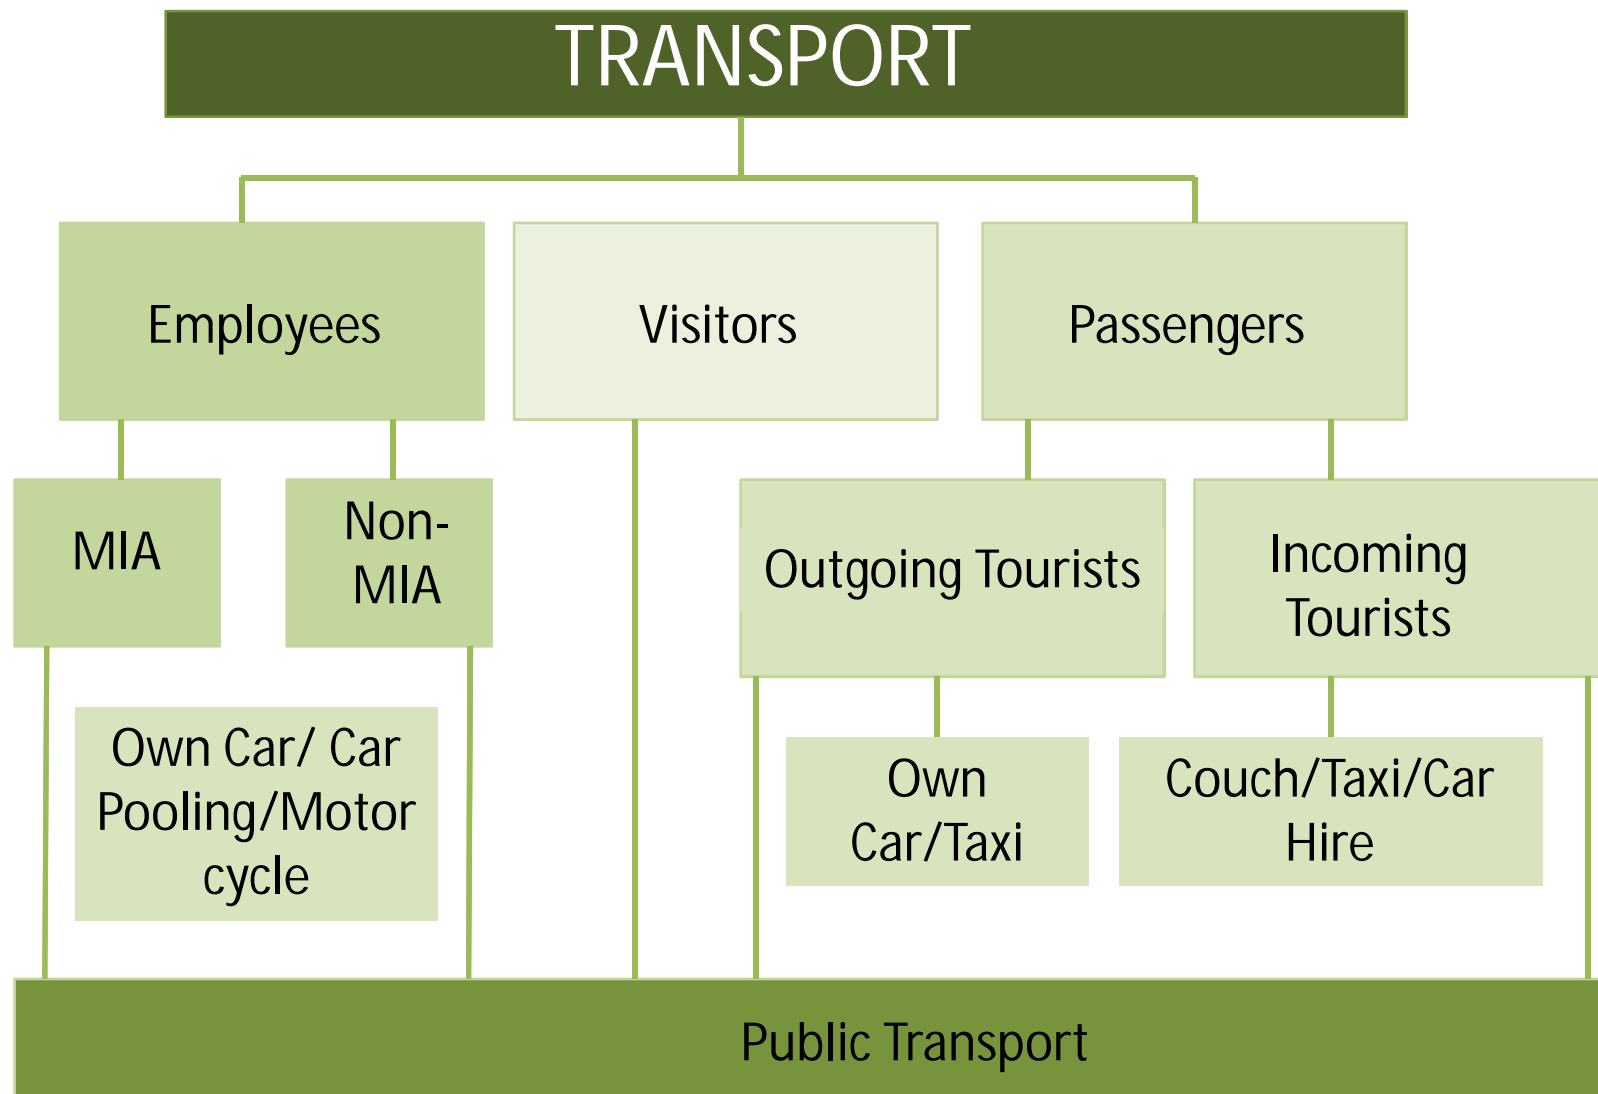 TRANSPORT
Employees
Visitors
Passengers
MIA
Non-
MIA
Outgoing Tourists
Incoming
Tourists
Own Car/ Car
Pooling/Motor
cycle
Own
Car/Taxi
Couch/Taxi/Car
Hire
Public Transport